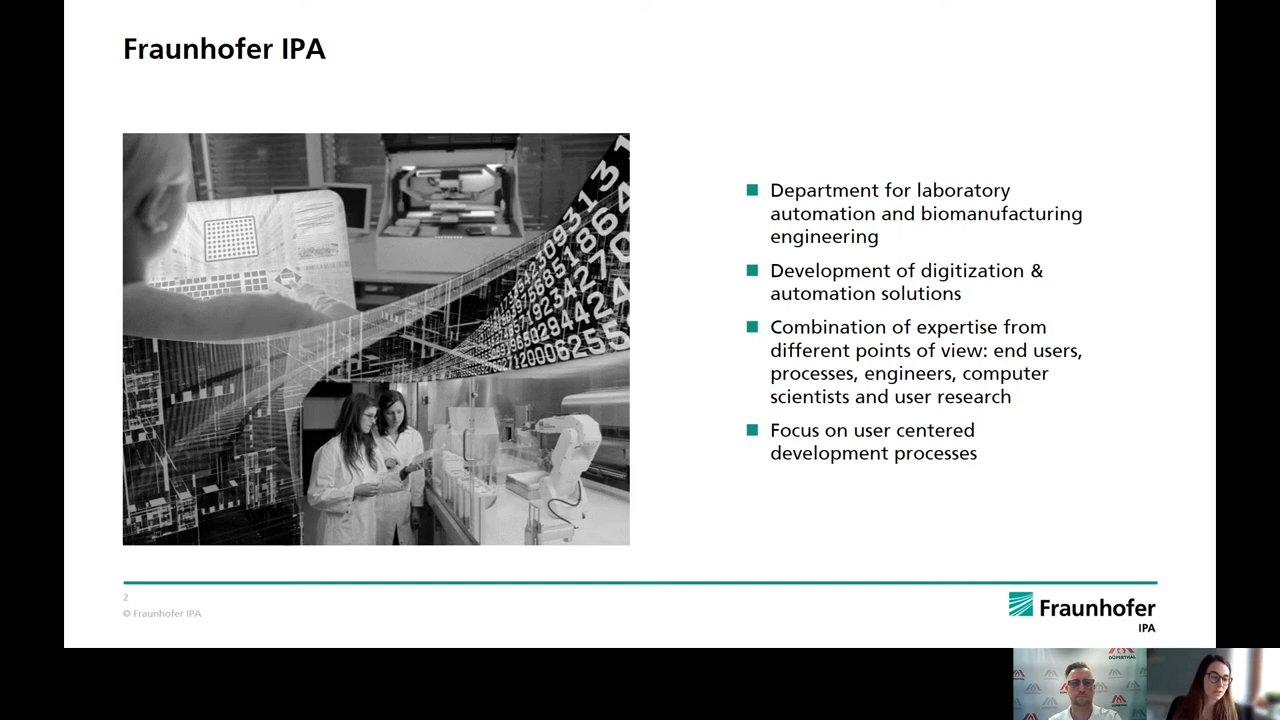 Fraunhofer IPA
Department for laboratory
automation and biomanufacturing
engineering
Development of digitization &
automation solutions
Combination of expertise from
different points of view: end users,
processes, engineers, computer
scientists and user research
Focus on user centered
development processes
2
© Fraunhofer IPA
Fraunhofer
IPA
DÜPERTHAL